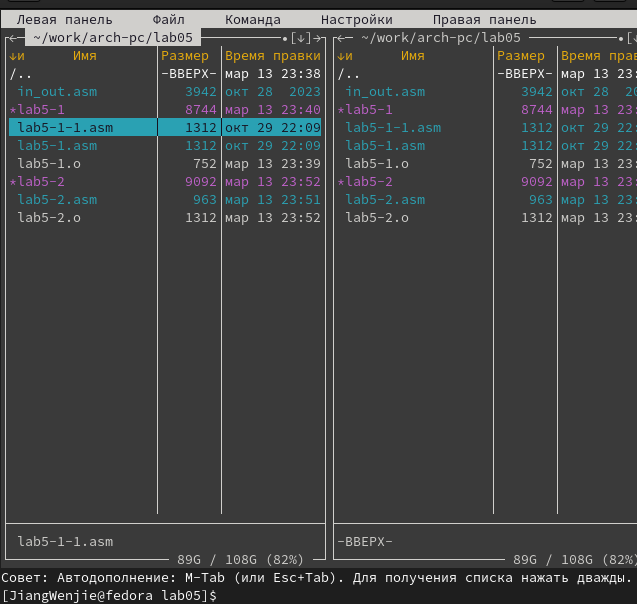 Левая панель Файл Команда Настройки Правая панель
~/work/arch-pc/lab05 [↓] ~/work/arch-pc/lab05 [↓
↓и Имя Размер Время правки ↓и Имя Размер Время прав
/.. -ВВЕРХ- мар 13 23:38 /.. -ВВЕРХ- мар 13 23:
in_out.asm 3942 окт 28 2023 in_out.asm 3942 окт 28 20
*lab5-1 8744 мар 13 23:40 *lab5-1 8744 мар 13 23:
lab5-1-1.asm 1312 окт 29 22:09 lab5-1-1.asm 1312 окт 29 22:
lab5-1.asm 1312 окт 29 22:09 lab5-1.asm 1312 окт 29 22:
lab5-1.o 752 мар 13 23:39 lab5-1.o 752 мар 13 23:
*lab5-2 9092 мар 13 23:52 *lab5-2 9092 мар 13 23:
lab5-2.asm 963 мар 13 23:51 lab5-2.asm 963 мар 13 23:
lab5-2.o 1312 мар 13 23:52 lab5-2.o 1312 мар 13 23:
lab5-1-1.asm -ВВЕРХ-
89G / 108G (82%) 89G / 108G (82%
Совет: Автодополнение: M-Tab (или Esc+Tab). Для получения списка нажать дважды.
[JiangWenjie@fedora lab05]$